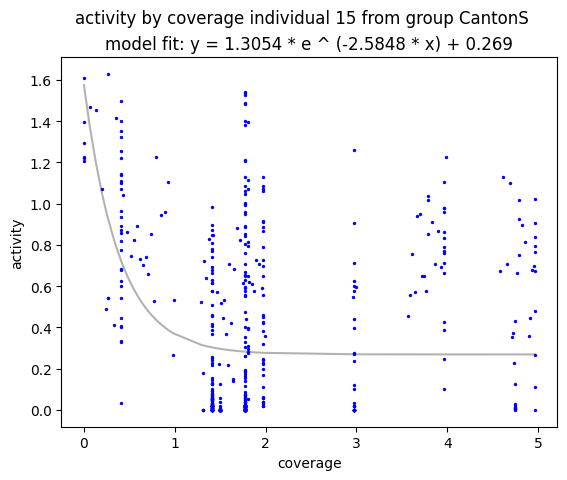 activity by coverage individual 15 from group CantonS
model fit: y = 1.3054 * e ^ (-2.5848 * x) + 0.269
1.6
1.4
1.2
1.0
0.8
0.6
0.4
0.2
0.0
activity
0 1 2 3 4 5
coverage